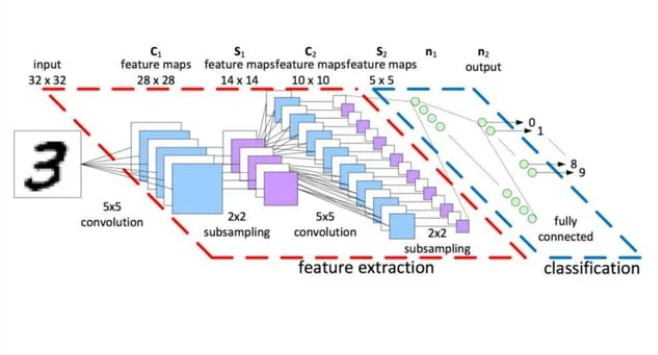 input
32 x 32
C₁
feature maps
28 x 28
S₁
feature maps
14 x 14
C₂
feature maps
10 x 10
S₂
feature maps
5 x 5
n₁
n₂
output
3
0
1
8
9
5x5
convolution
2x2
subsampling
5x5
convolution
2x2
subsampling
fully
connected
feature extraction
classification